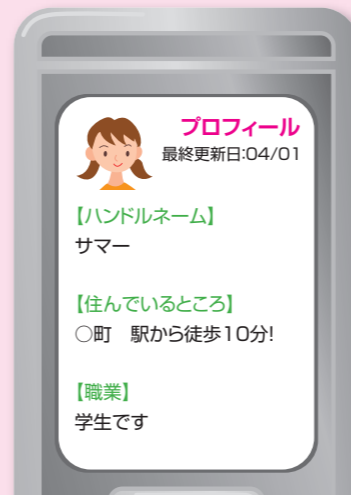 プロフィール
最終更新日:04/01
【ハンドルネーム】
サマー
【住んでいるところ】
○町　駅から徒歩10分!
【職業】
学生です